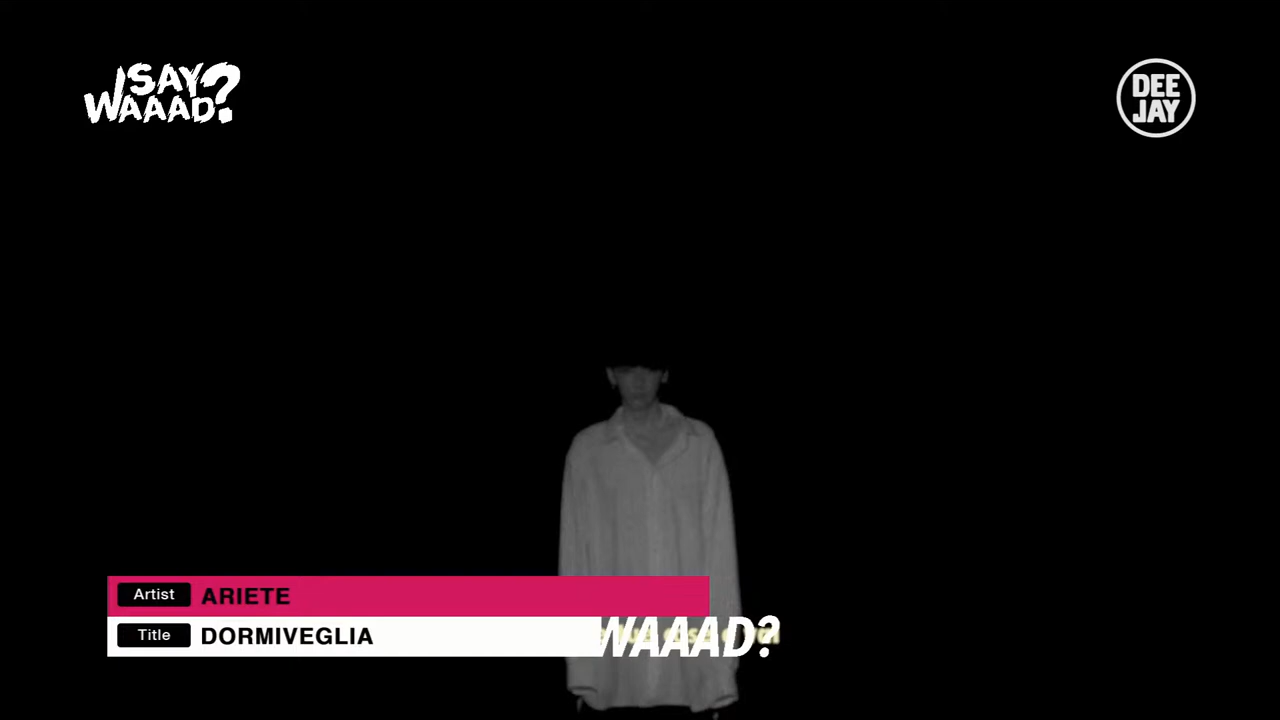 SAY
WAAAD?
DEE
JAY
Artist ARIETE
Title DORMIVEGLIA
WAAAD?